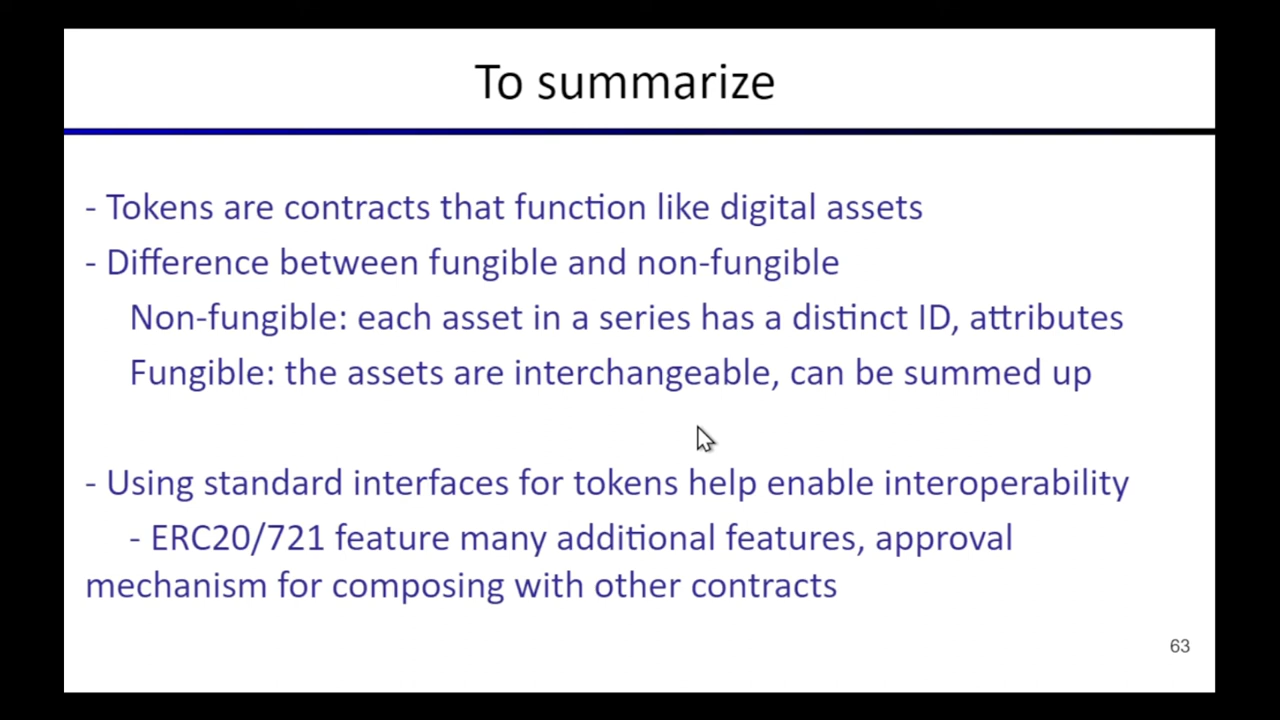 To summarize
- Tokens are contracts that function like digital assets
- Difference between fungible and non-fungible
Non-fungible: each asset in a series has a distinct ID, attributes
Fungible: the assets are interchangeable, can be summed up
- Using standard interfaces for tokens help enable interoperability
- ERC20/721 feature many additional features, approval
mechanism for composing with other contracts
63